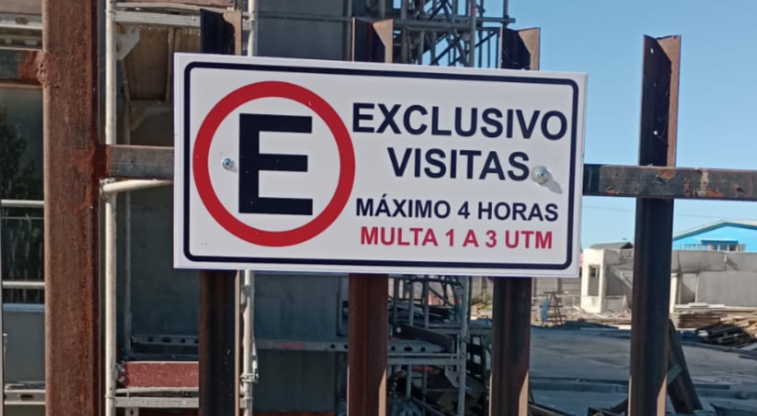 E
EXCLUSIVO
VISITAS
MÁXIMO 4 HORAS
MULTA 1 A 3 UTM